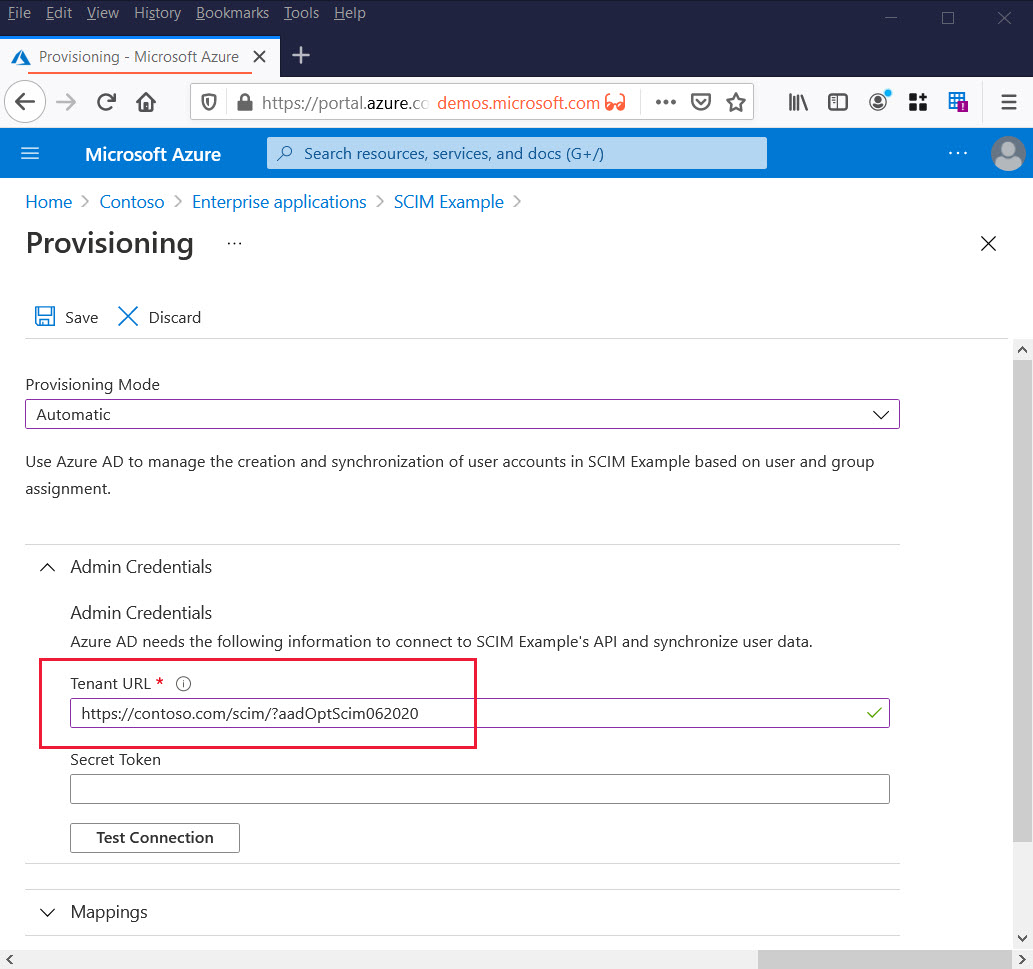 File Edit View History Bookmarks Tools Help
Provisioning - Microsoft Azure
https://portal.azure.co demos.microsoft.com
Microsoft Azure
Search resources, services, and docs (G+/)
Home > Contoso > Enterprise applications > SCIM Example >
Provisioning ...
Save Discard
Provisioning Mode
Automatic
Use Azure AD to manage the creation and synchronization of user accounts in SCIM Example based on user and group
assignment.
Admin Credentials
Admin Credentials
Azure AD needs the following information to connect to SCIM Example's API and synchronize user data.
Tenant URL *
https://contoso.com/scim/?aadOptScim062020
Secret Token
Test Connection
Mappings